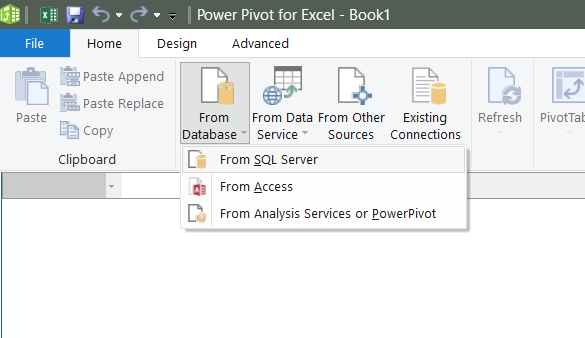 Power Pivot for Excel - Book1
File Home Design Advanced
Paste
Paste Append
Paste Replace
Copy
Clipboard
From
Database
From Data
Service
From Other
Sources
Existing
Connections
Refresh
PivotTab
From SQL Server
From Access
From Analysis Services or PowerPivot